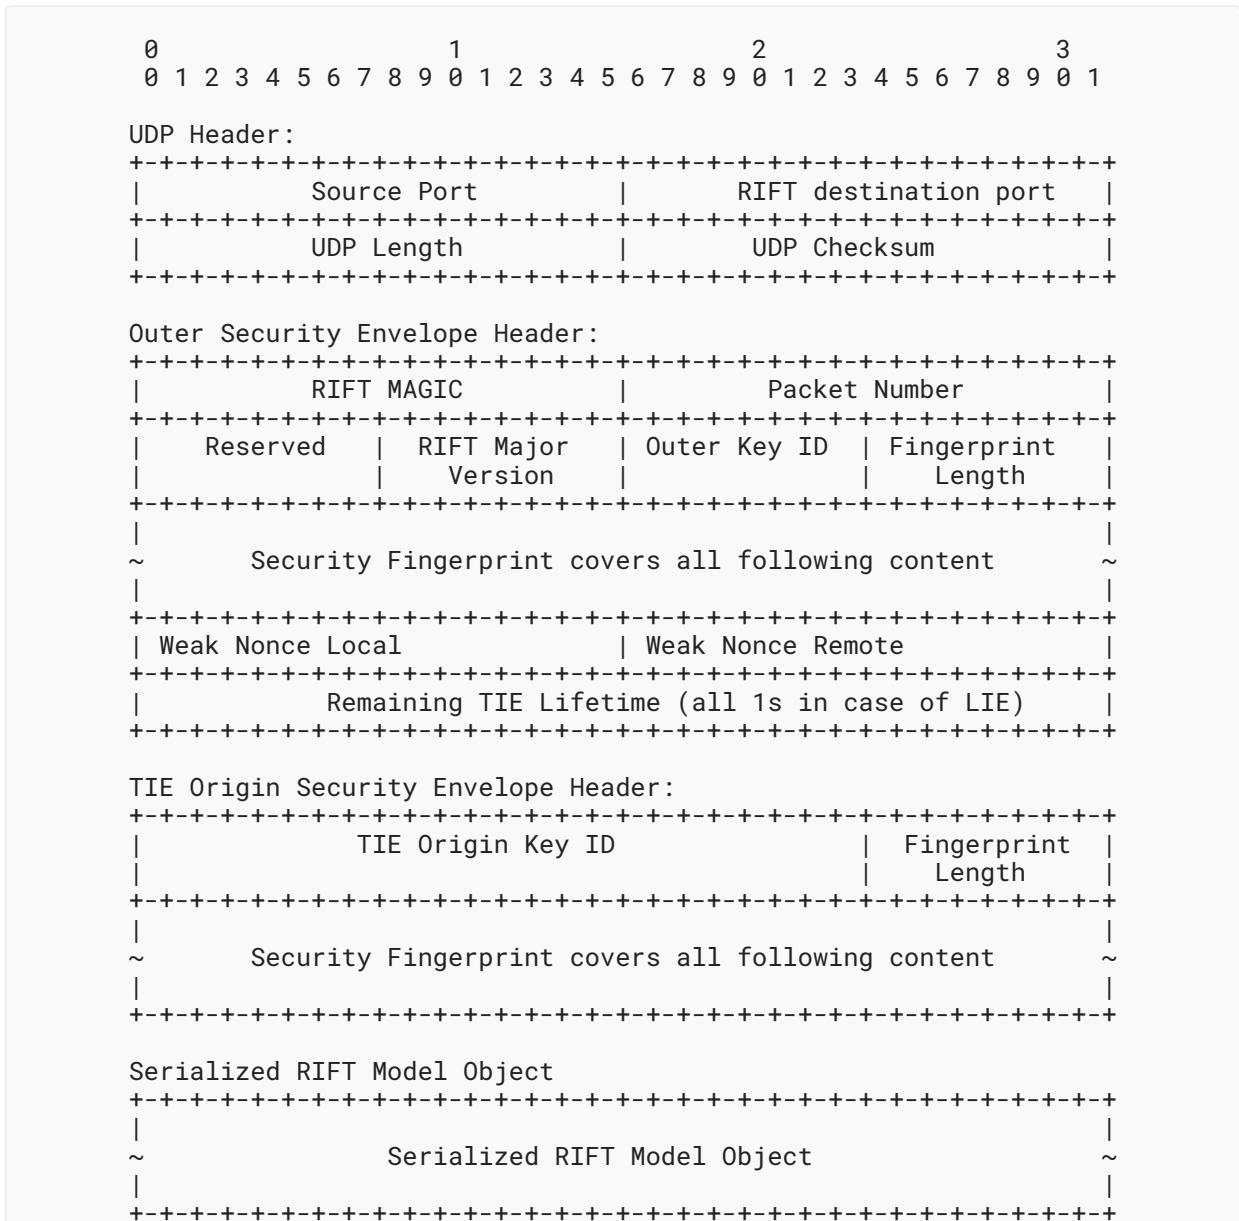 0                   1                   2                   3
 0 1 2 3 4 5 6 7 8 9 0 1 2 3 4 5 6 7 8 9 0 1 2 3 4 5 6 7 8 9 0 1

UDP Header:
+-+-+-+-+-+-+-+-+-+-+-+-+-+-+-+-+-+-+-+-+-+-+-+-+-+-+-+-+-+-+-+-+
|           Source Port         |       RIFT destination port   |
+-+-+-+-+-+-+-+-+-+-+-+-+-+-+-+-+-+-+-+-+-+-+-+-+-+-+-+-+-+-+-+-+
|           UDP Length          |        UDP Checksum           |
+-+-+-+-+-+-+-+-+-+-+-+-+-+-+-+-+-+-+-+-+-+-+-+-+-+-+-+-+-+-+-+-+

Outer Security Envelope Header:
+-+-+-+-+-+-+-+-+-+-+-+-+-+-+-+-+-+-+-+-+-+-+-+-+-+-+-+-+-+-+-+-+
|           RIFT MAGIC          |         Packet Number         |
+-+-+-+-+-+-+-+-+-+-+-+-+-+-+-+-+-+-+-+-+-+-+-+-+-+-+-+-+-+-+-+-+
|    Reserved   |  RIFT Major   | Outer Key ID  | Fingerprint   |
|               |    Version    |               |    Length     |
+-+-+-+-+-+-+-+-+-+-+-+-+-+-+-+-+-+-+-+-+-+-+-+-+-+-+-+-+-+-+-+-+
|                                                               |
~       Security Fingerprint covers all following content       ~
|                                                               |
+-+-+-+-+-+-+-+-+-+-+-+-+-+-+-+-+-+-+-+-+-+-+-+-+-+-+-+-+-+-+-+-+
| Weak Nonce Local              | Weak Nonce Remote             |
+-+-+-+-+-+-+-+-+-+-+-+-+-+-+-+-+-+-+-+-+-+-+-+-+-+-+-+-+-+-+-+-+
|            Remaining TIE Lifetime (all 1s in case of LIE)     |
+-+-+-+-+-+-+-+-+-+-+-+-+-+-+-+-+-+-+-+-+-+-+-+-+-+-+-+-+-+-+-+-+

TIE Origin Security Envelope Header:
+-+-+-+-+-+-+-+-+-+-+-+-+-+-+-+-+-+-+-+-+-+-+-+-+-+-+-+-+-+-+-+-+
|              TIE Origin Key ID                |  Fingerprint  |
|                                               |    Length     |
+-+-+-+-+-+-+-+-+-+-+-+-+-+-+-+-+-+-+-+-+-+-+-+-+-+-+-+-+-+-+-+-+
|                                                               |
~       Security Fingerprint covers all following content       ~
|                                                               |
+-+-+-+-+-+-+-+-+-+-+-+-+-+-+-+-+-+-+-+-+-+-+-+-+-+-+-+-+-+-+-+-+

Serialized RIFT Model Object
+-+-+-+-+-+-+-+-+-+-+-+-+-+-+-+-+-+-+-+-+-+-+-+-+-+-+-+-+-+-+-+-+
|                                                               |
~                Serialized RIFT Model Object                   ~
|                                                               |
+-+-+-+-+-+-+-+-+-+-+-+-+-+-+-+-+-+-+-+-+-+-+-+-+-+-+-+-+-+-+-+-+